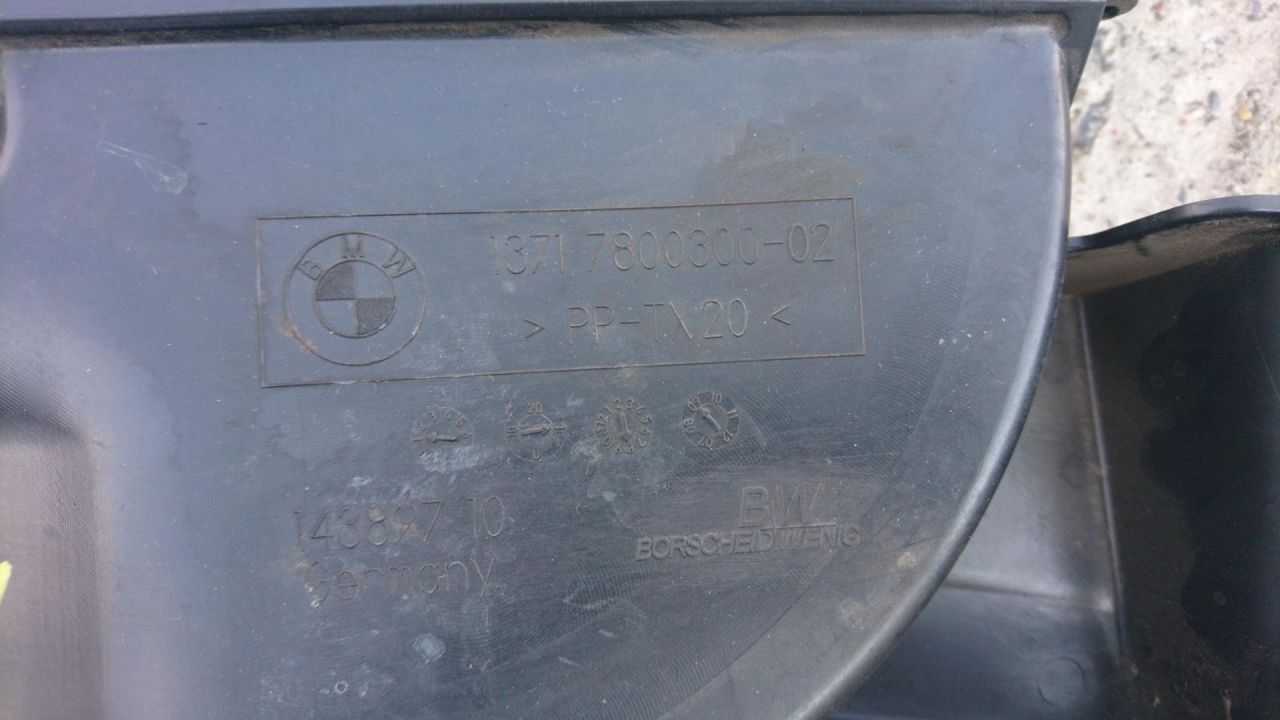 BMW
1371 7800300-02
> PP-TX20 <
143897 10
Germany
BW
BORSCHEIDWENIG